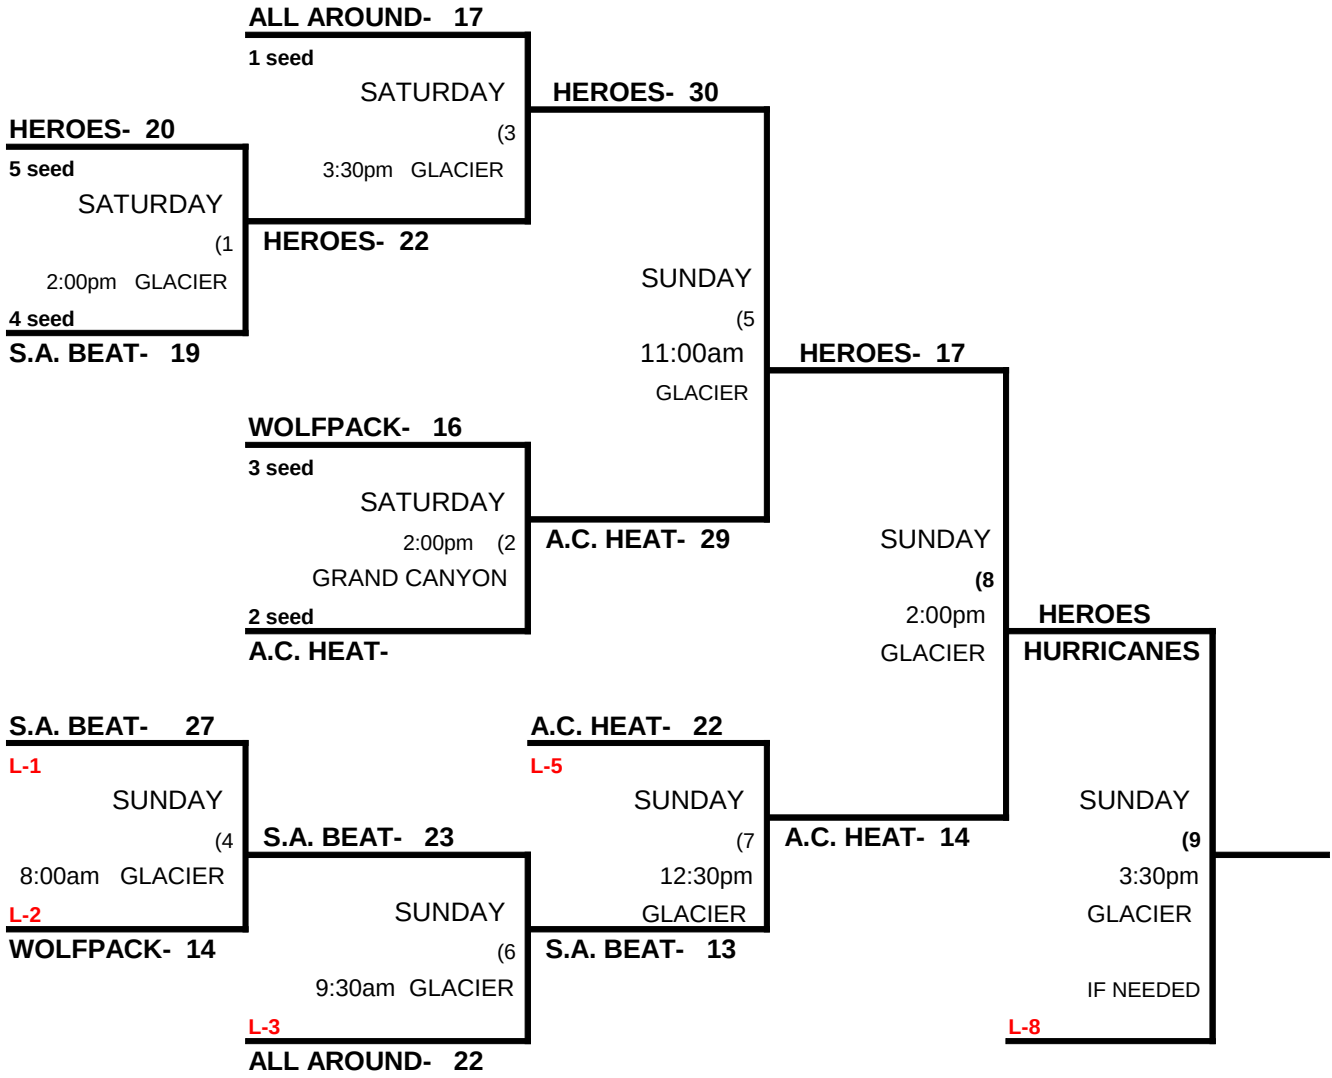 ALL AROUND- 17
1 seed
SATURDAY
HEROES- 30
HEROES- 20
(3
5 seed
3:30pm GLACIER
SATURDAY
(1
HEROES- 22
2:00pm GLACIER
SUNDAY
4 seed
(5
S.A. BEAT- 19
11:00am
HEROES- 17
GLACIER
WOLFPACK- 16
3 seed
SATURDAY
2:00pm (2
A.C. HEAT- 29
SUNDAY
GRAND CANYON
(8
2 seed
2:00pm
HEROES
A.C. HEAT-
GLACIER
HURRICANES
S.A. BEAT- 27
A.C. HEAT- 22
L-1
L-5
SUNDAY
SUNDAY
SUNDAY
(4
S.A. BEAT- 23
(7
A.C. HEAT- 14
(9
8:00am GLACIER
12:30pm
3:30pm
L-2
SUNDAY
GLACIER
GLACIER
WOLFPACK- 14
(6
S.A. BEAT- 13
9:30am GLACIER
IF NEEDED
L-3
L-8
ALL AROUND- 22